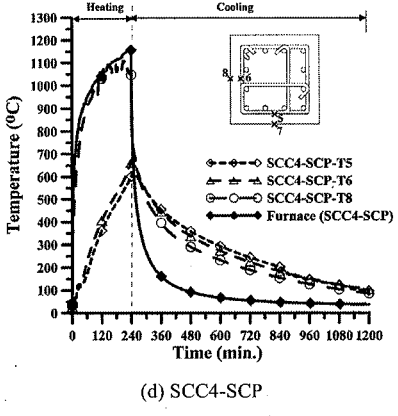 Heating Cooling
1300
1200
1100
1000
900
800
700
600
500
400
300
200
100
0
Temperature (⁰C)
8 6
5
7
SCC4-SCP-T5
SCC4-SCP-T6
SCC4-SCP-T8
Furnace (SCC4-SCP)
0 120 240 360 480 600 720 840 960 1080 1200
Time (min.)
(d) SCC4-SCP